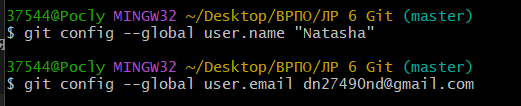 37544@Pocly MINGW32 ~/Desktop/ВРПО/ЛР 6 Git (master)
$ git config --global user.name "Natasha"
37544@Pocly MINGW32 ~/Desktop/ВРПО/ЛР 6 Git (master)
$ git config --global user.email dn27490nd@gmail.com